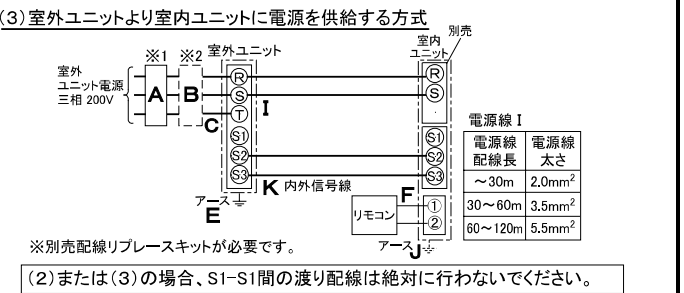 (3)室外ユニットより室内ユニットに電源を供給する方式
別売
※1 ※2 室外ユニット
室内
ユニット
室外
ユニット電源
三相 200V
A
B
C
R
S
T
S1
S2
S3
I
R
S
S1
S2
S3
K 内外信号線
アース
E
F
リモコン
①
②
アース J
電源線 I
電源線
配線長
電源線
太さ
～30m 2.0mm²
30～60m 3.5mm²
60～120m 5.5mm²
※別売配線リプレースキットが必要です。
(2)または(3)の場合、S1-S1間の渡り配線は絶対に行わないでください。